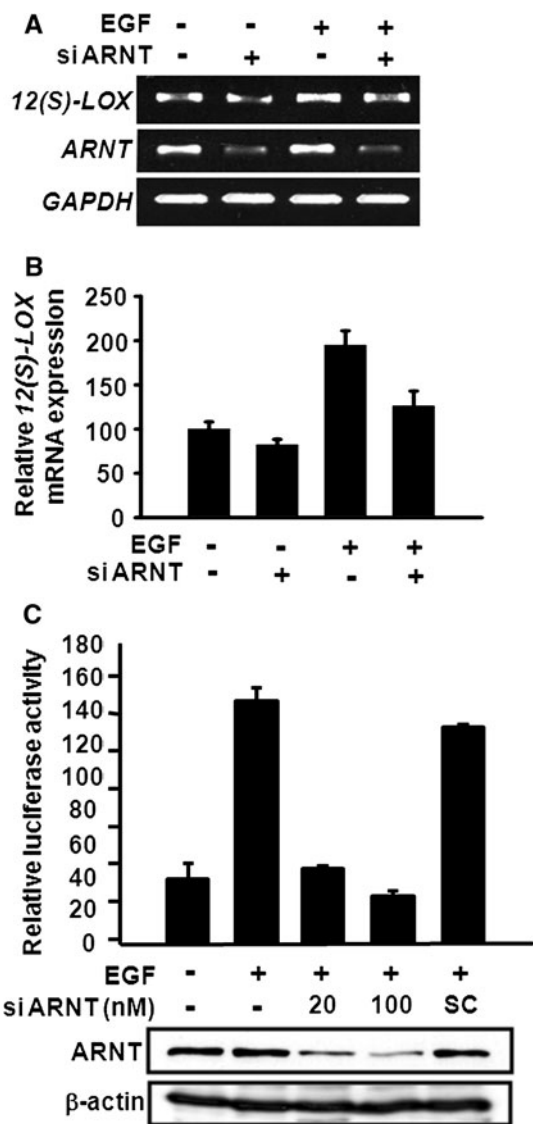 A
EGF - - + +
si ARNT - + - +
12(S)-LOX
ARNT
GAPDH
B
Relative 12(S)-LOX
mRNA expression
250
200
150
100
50
0
EGF - - + +
si ARNT - + - +
C
Relative luciferase activity
180
160
140
120
100
80
60
40
20
0
EGF - + + + +
si ARNT (nM) - - 20 100 SC
ARNT
β-actin